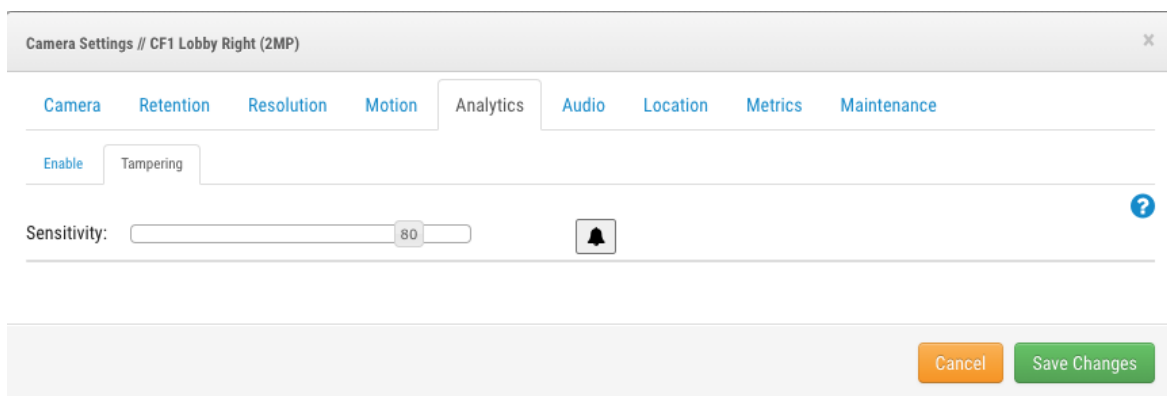 Camera Settings // CF1 Lobby Right (2MP) ×
Camera Retention Resolution Motion Analytics Audio Location Metrics Maintenance
Enable Tampering
?
Sensitivity: 80
Cancel Save Changes